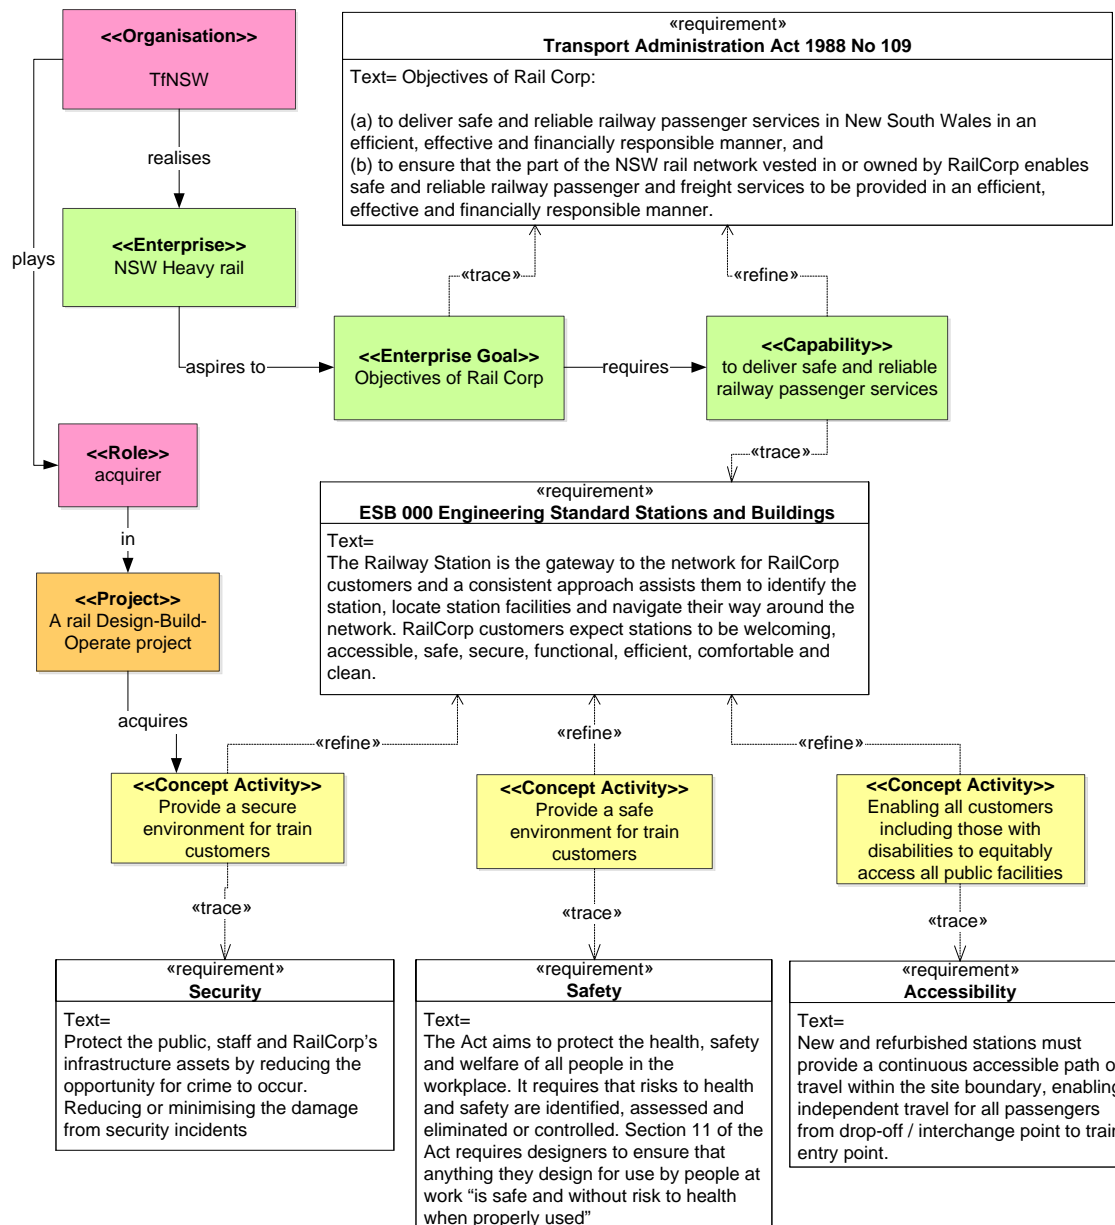 <<Organisation>>
TfNSW
«requirement»
Transport Administration Act 1988 No 109
Text= Objectives of Rail Corp:
(a) to deliver safe and reliable railway passenger services in New South Wales in an
efficient, effective and financially responsible manner, and
(b) to ensure that the part of the NSW rail network vested in or owned by RailCorp enables
safe and reliable railway passenger and freight services to be provided in an efficient,
effective and financially responsible manner.
realises
plays
<<Enterprise>>
NSW Heavy rail
«trace»
«refine»
aspires to
<<Enterprise Goal>>
Objectives of Rail Corp
requires
<<Capability>>
to deliver safe and reliable
railway passenger services
«trace»
<<Role>>
acquirer
in
<<Project>>
A rail Design-Build-
Operate project
acquires
«requirement»
ESB 000 Engineering Standard Stations and Buildings
Text=
The Railway Station is the gateway to the network for RailCorp
customers and a consistent approach assists them to identify the
station, locate station facilities and navigate their way around the
network. RailCorp customers expect stations to be welcoming,
accessible, safe, secure, functional, efficient, comfortable and
clean.
«refine»
«refine»
«refine»
<<Concept Activity>>
Provide a secure
environment for train
customers
<<Concept Activity>>
Provide a safe
environment for train
customers
<<Concept Activity>>
Enabling all customers
including those with
disabilities to equitably
access all public facilities
«trace»
«trace»
«trace»
«requirement»
Security
Text=
Protect the public, staff and RailCorp's
infrastructure assets by reducing the
opportunity for crime to occur.
Reducing or minimising the damage
from security incidents
«requirement»
Safety
Text=
The Act aims to protect the health, safety
and welfare of all people in the
workplace. It requires that risks to health
and safety are identified, assessed and
eliminated or controlled. Section 11 of the
Act requires designers to ensure that
anything they design for use by people at
work “is safe and without risk to health
when properly used”
«requirement»
Accessibility
Text=
New and refurbished stations must
provide a continuous accessible path o
travel within the site boundary, enabling
independent travel for all passengers
from drop-off / interchange point to train
entry point.